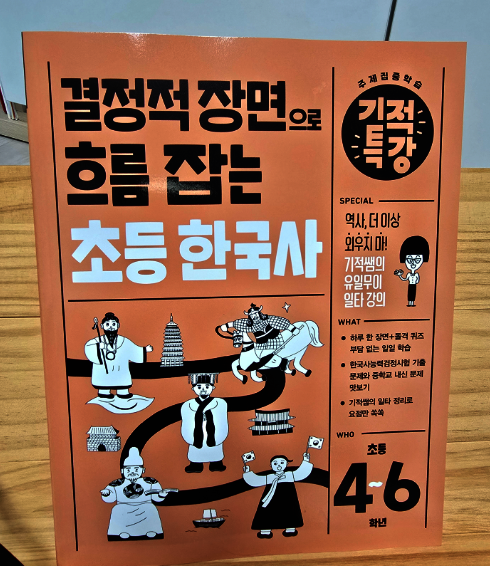 결정적 장면으로
흐름 잡는
초등 한국사
주제집중학습
기적
특강
SPECIAL
역사, 더 이상
외우지 마!
기적쌤의
유일무이
일타 강의
WHAT
하루 한 장면+돌격 퀴즈
부담 없는 일일 학습
한국사능력검정시험 기출
문제와 중학교 내신 문제
맛보기
기적쌤의 일타 정리로
요점만 쏙쏙
WHO
초등
4-6
학년